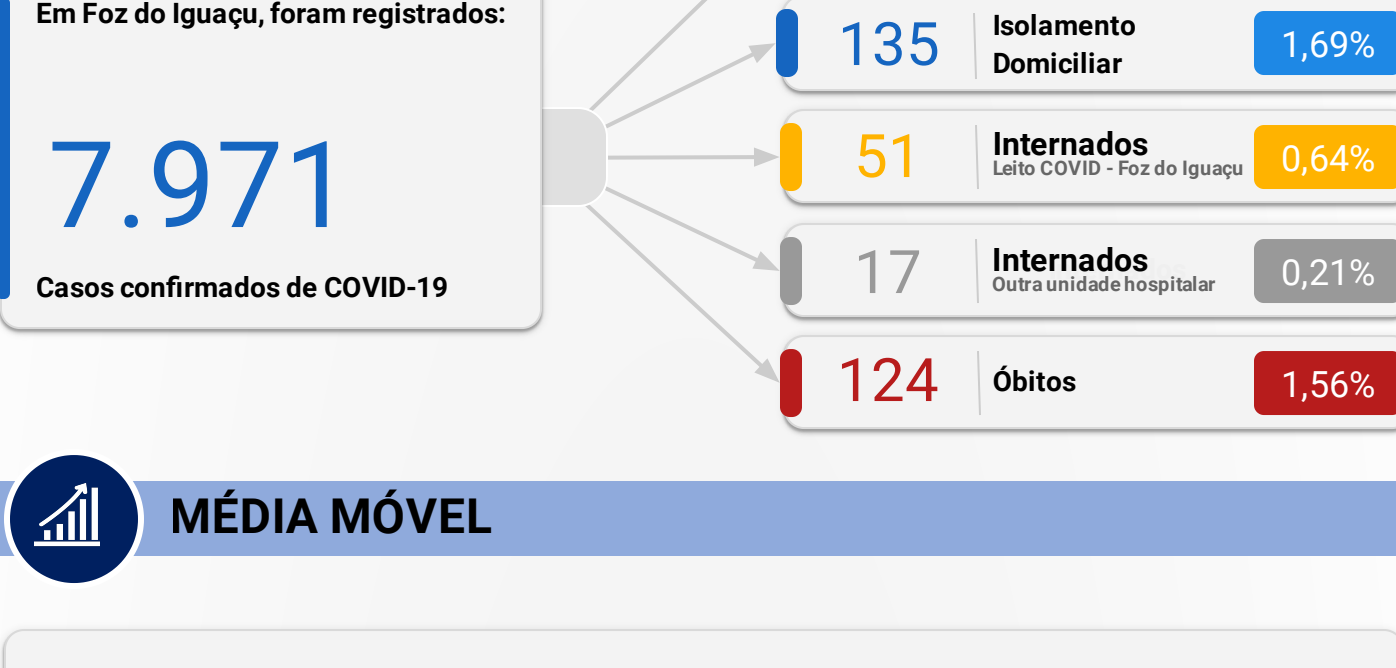 Em Foz do Iguaçu, foram registrados:
7.971
Casos confirmados de COVID-19
135
Isolamento
Domiciliar
1,69%
51
Internados
Leito COVID - Foz do Iguaçu
0,64%
17
Internados
Outra unidade hospitalar
0,21%
124
Óbitos
1,56%
MÉDIA MÓVEL